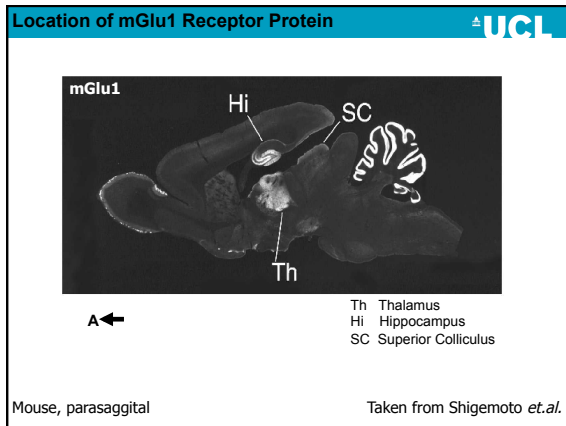 Location of mGlu1 Receptor Protein
UCL
mGlu1
Hi
SC
Th
A
Th Thalamus
Hi Hippocampus
SC Superior Colliculus
Mouse, parasaggital
Taken from Shigemoto et.al.